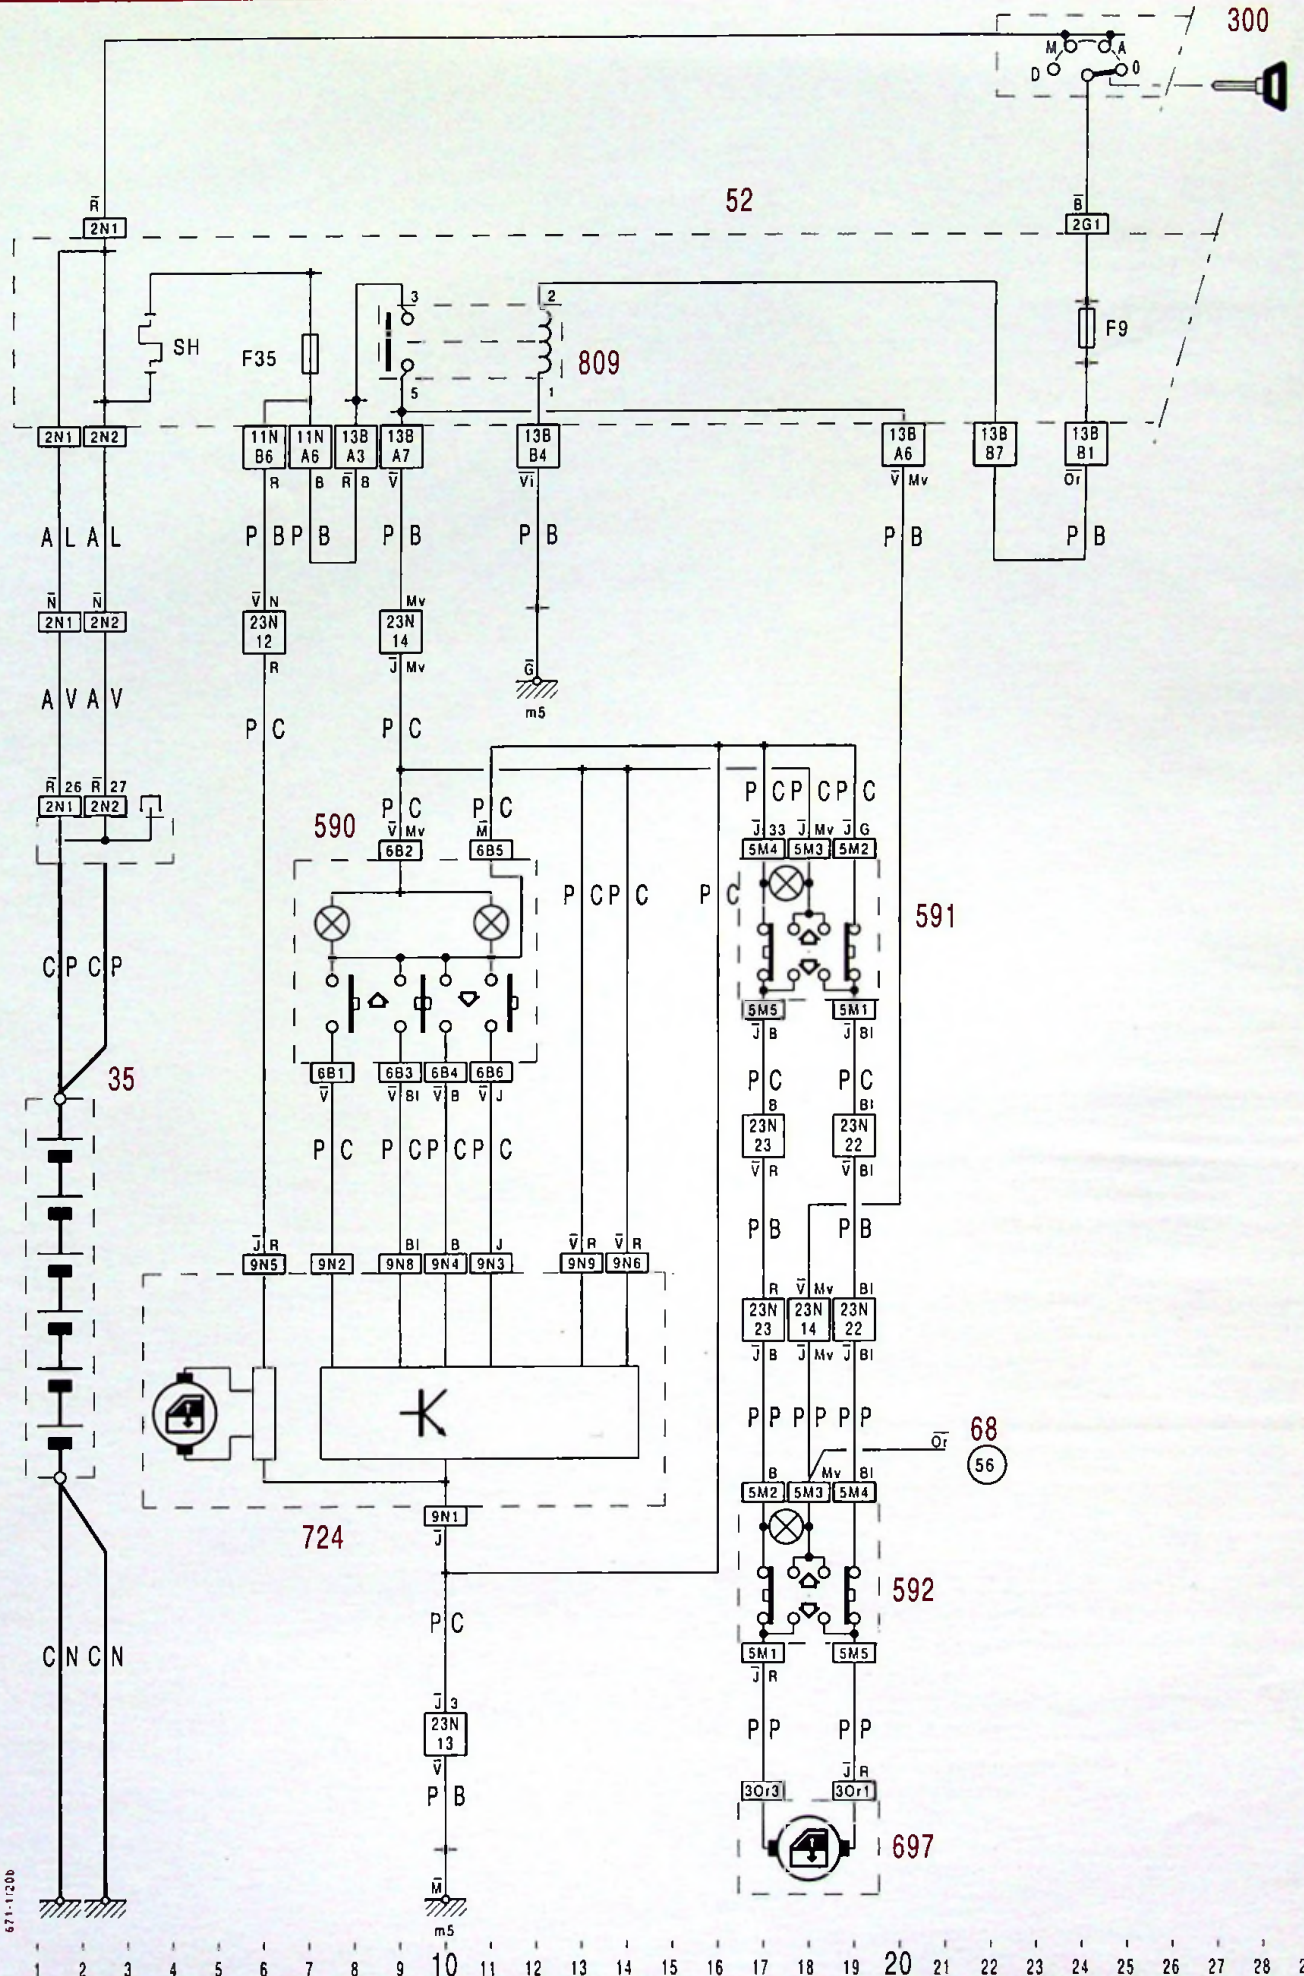 300
M A
D O
R̅
2N1
52
B̅
2G1
SH
F35
3
2
5
1
809
F9
2N1 2N2
11N B6
11N A6
13B A3
13B A7
13B B4
13B A6
13B B7
13B B1
R B R̅ B V̅ V̅i V̅ Mv O̅r
A L A L P B P B P B P B P B P B
N̅ N̅ V̅ N Mv
2N1 2N2
23N 12
23N 14
R J̅ Mv
G̅
m5
A V A V
P C P C
R̅ 26 R̅ 27
2N1 2N2
P C P C P C P C P C
590
V̅ Mv M̅ J̅ 33 J̅ Mv J̅ G
6B2 6B5 5M4 5M3 5M2
P C P C P C
591
C P C P
5M5 5M1
J̅ B J̅ Bl
6B1 6B3 6B4 6B6
V̅ V̅ Bl V̅ B V̅ J
35
P C P C
B Bl
23N 23
23N 22
V̅ R V̅ Bl
P C P C P C P C
P B P B
J̅ R Bl B J V̅ R V̅ R
9N5 9N2 9N8 9N4 9N3 9N9 9N6
R V̅ Mv Bl
23N 23
23N 14
23N 22
J̅ B J̅ Mv J̅ Bl
P P P P P P
O̅r
68
56
B Mv Bl
5M2 5M3 5M4
9N1
J̅
724
592
P C
C N C N
5M1 5M5
J̅ R
J̅ 3
23N 13
V̅
P P P P
P B
J̅ R
3Or3 3Or1
697
M̅
m5
671-1120b
1 2 3 4 5 6 7 8 9 10 11 12 13 14 15 16 17 18 19 20 21 22 23 24 25 26 27 28 2